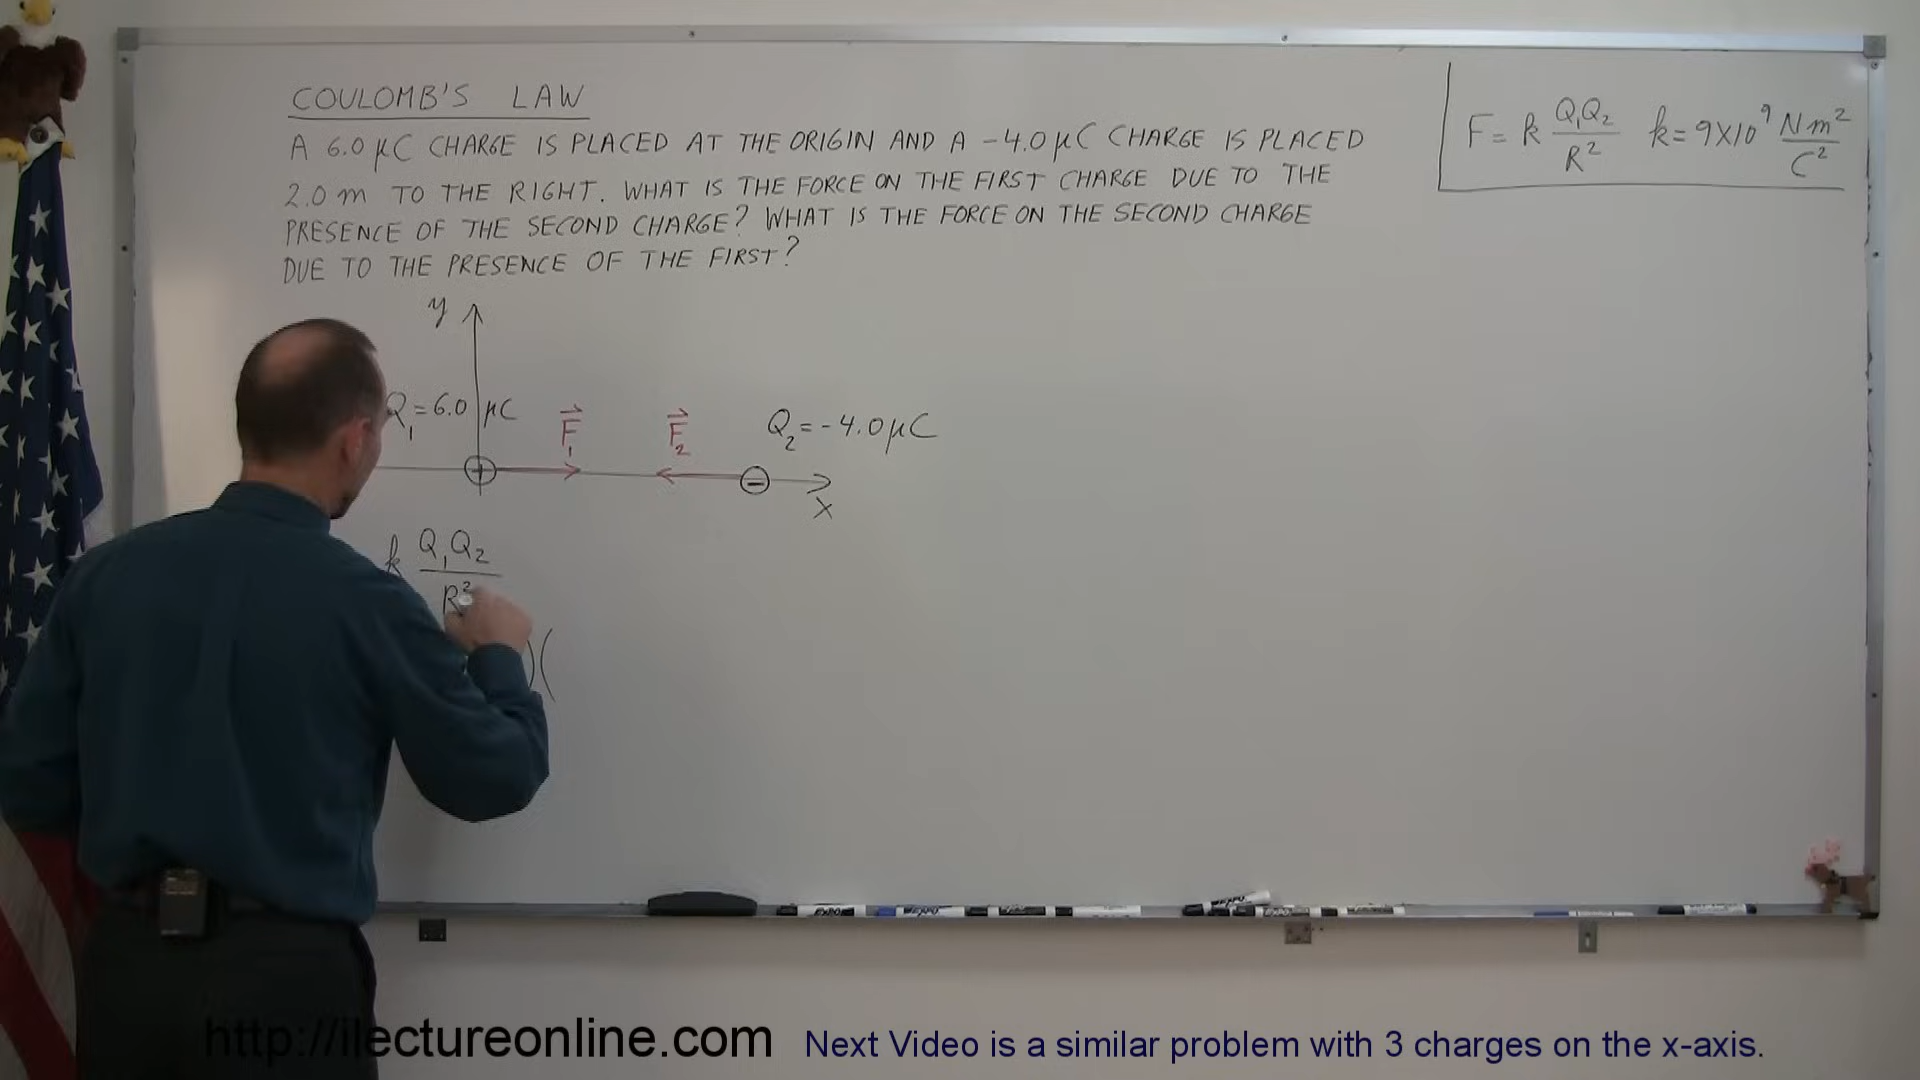 COULOMB'S LAW
A 6.0 μC CHARGE IS PLACED AT THE ORIGIN AND A -4.0 μC CHARGE IS PLACED
2.0 m TO THE RIGHT. WHAT IS THE FORCE ON THE FIRST CHARGE DUE TO THE
PRESENCE OF THE SECOND CHARGE? WHAT IS THE FORCE ON THE SECOND CHARGE
DUE TO THE PRESENCE OF THE FIRST?
F = k Q₁Q₂/R² k = 9×10⁹ Nm²/C²
y
Q₁ = 6.0 μC
F⃗₁
F⃗₂
Q₂ = -4.0 μC
+
−
x
k Q₁Q₂/R²
)(
EXPO
http://ilectureonline.com
Next Video is a similar problem with 3 charges on the x-axis.